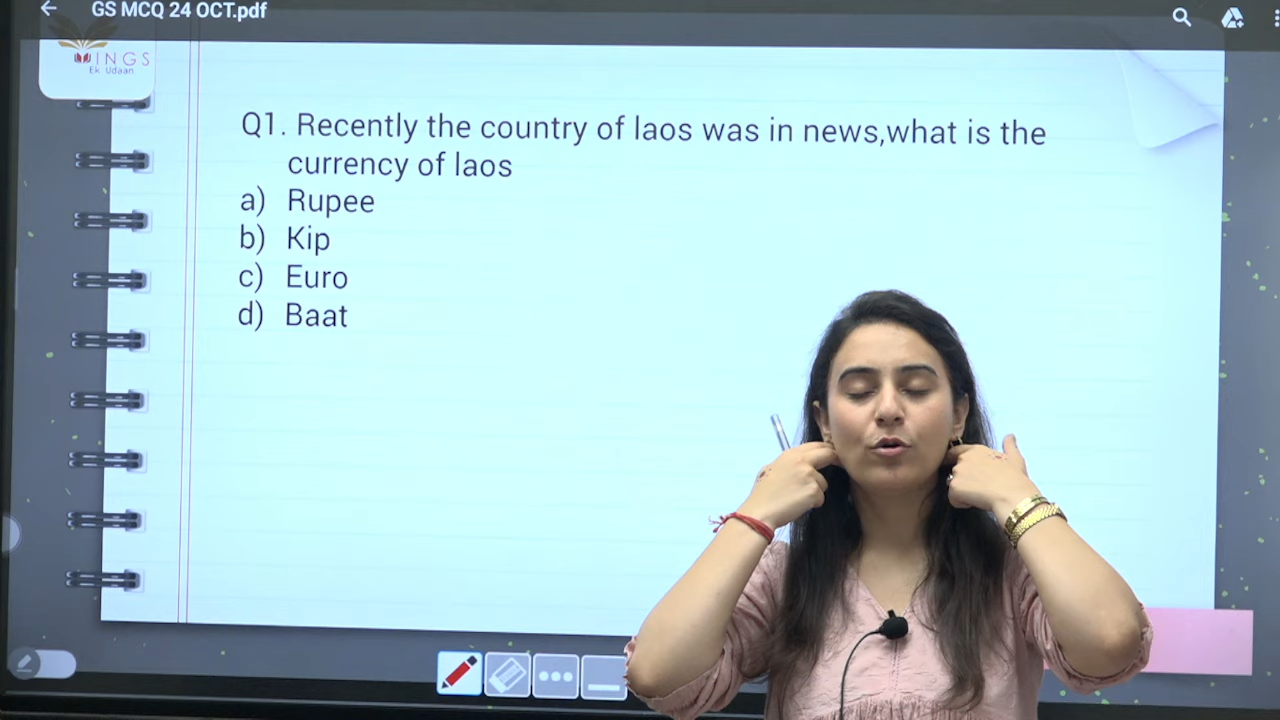 GS MCQ 24 OCT.pdf
WINGS
Ek Udaan
Q1. Recently the country of laos was in news,what is the
currency of laos
a) Rupee
b) Kip
c) Euro
d) Baat